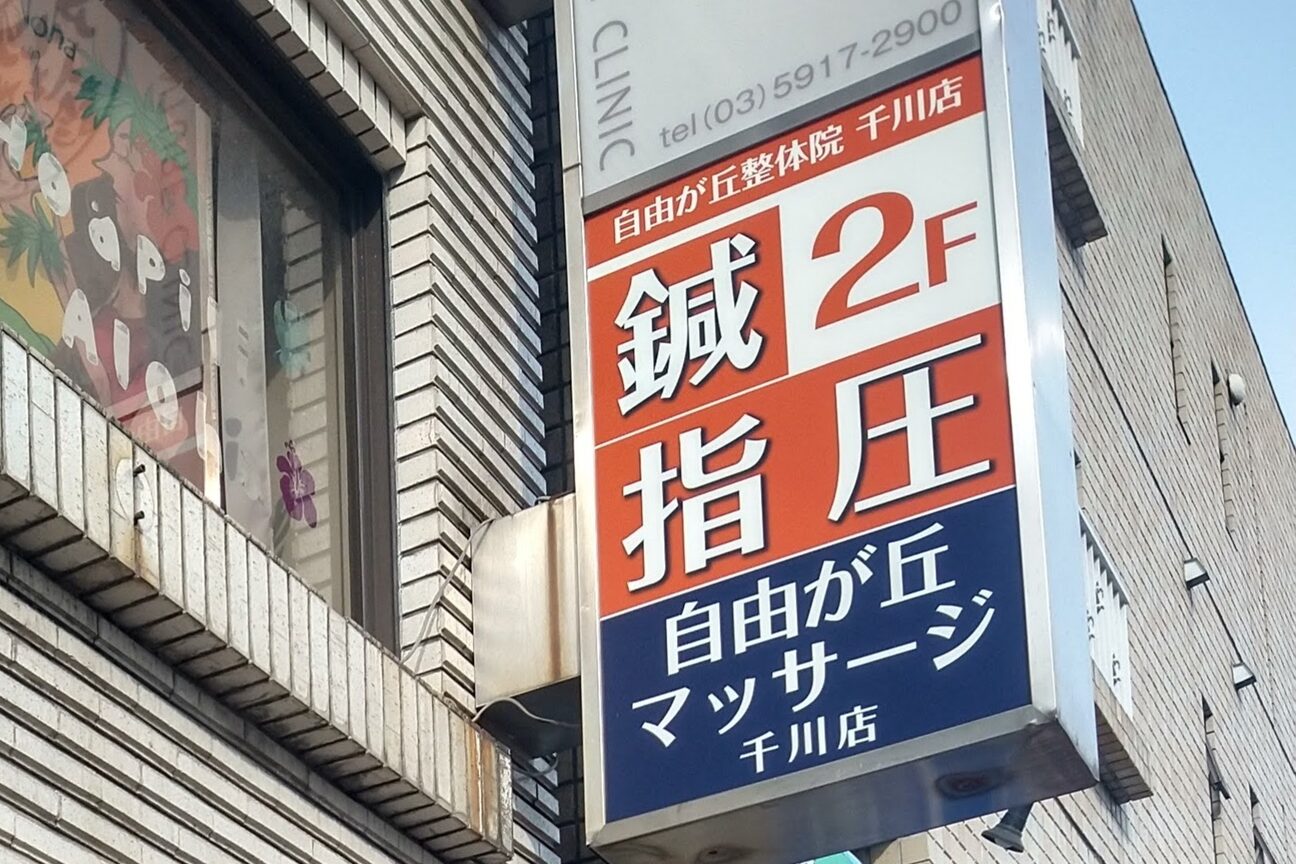 CLINIC
tel(03)5917-2900
自由が丘整体院 千川店
鍼
2F
指圧
自由が丘
マッサージ
千川店